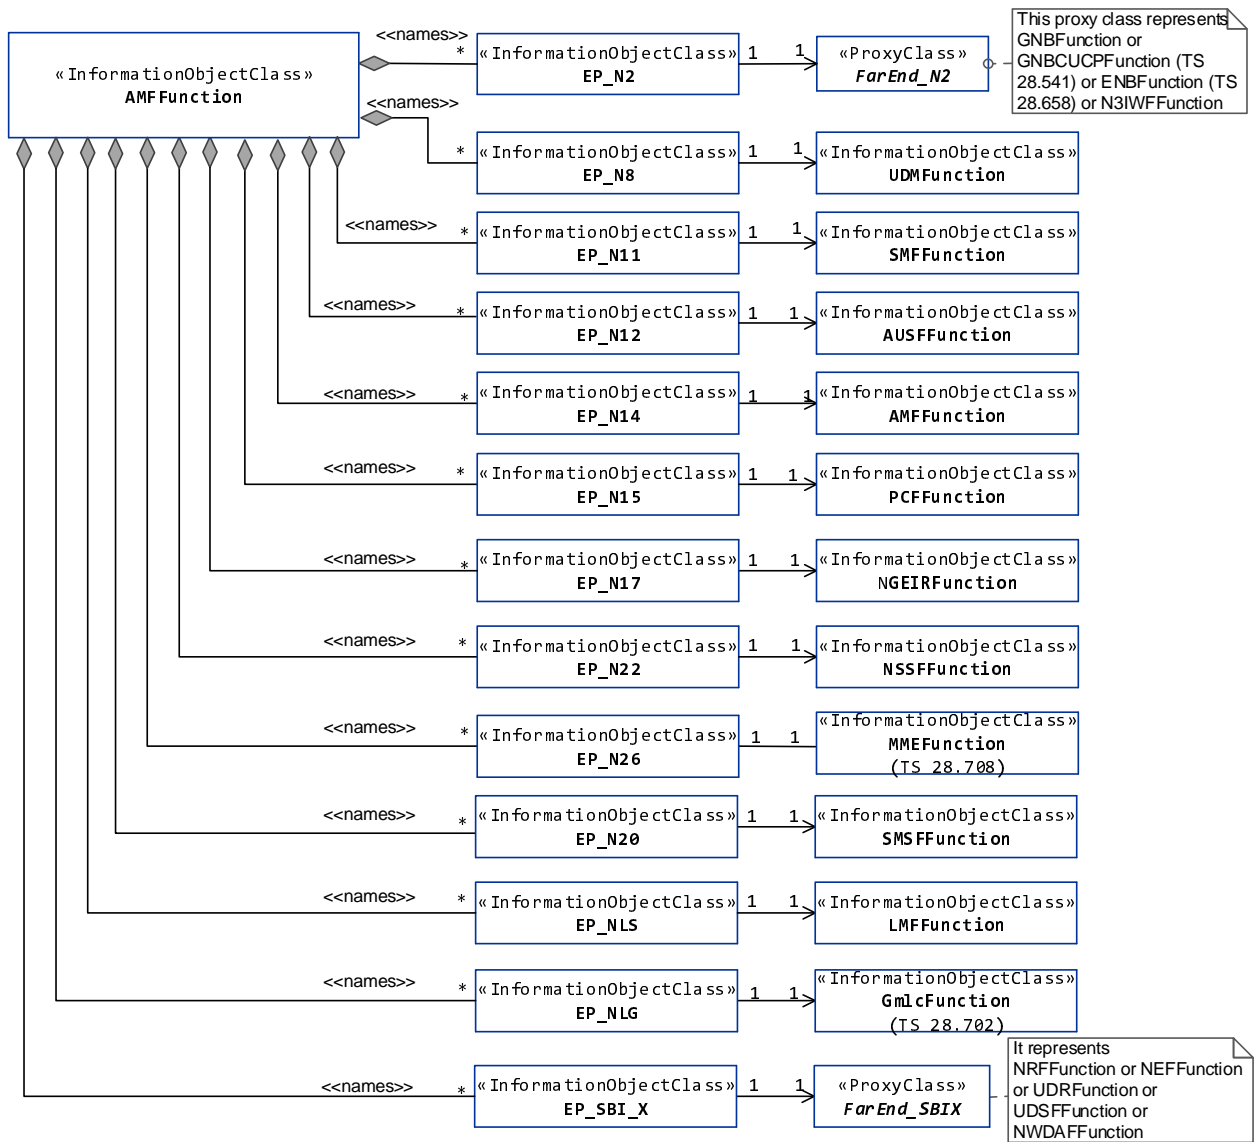 «InformationObjectClass»
AMFFunction
<<names>>
*
«InformationObjectClass»
EP_N2
1
1
«ProxyClass»
FarEnd_N2
This proxy class represents
GNBFunction or
GNBCUCPFunction (TS
28.541) or ENBFunction (TS
28.658) or N3IWFFunction
<<names>>
*
«InformationObjectClass»
EP_N8
1
1
«InformationObjectClass»
UDMFunction
<<names>>
*
«InformationObjectClass»
EP_N11
1
1
«InformationObjectClass»
SMFFunction
<<names>>
*
«InformationObjectClass»
EP_N12
1
1
«InformationObjectClass»
AUSFFunction
<<names>>
*
«InformationObjectClass»
EP_N14
1
1
«InformationObjectClass»
AMFFunction
<<names>>
*
«InformationObjectClass»
EP_N15
1
1
«InformationObjectClass»
PCFFunction
<<names>>
*
«InformationObjectClass»
EP_N17
1
1
«InformationObjectClass»
NGEIRFunction
<<names>>
*
«InformationObjectClass»
EP_N22
1
1
«InformationObjectClass»
NSSFFunction
<<names>>
*
«InformationObjectClass»
EP_N26
1
1
«InformationObjectClass»
MMEFunction
(TS 28.708)
<<names>>
*
«InformationObjectClass»
EP_N20
1
1
«InformationObjectClass»
SMSFFunction
<<names>>
*
«InformationObjectClass»
EP_NLS
1
1
«InformationObjectClass»
LMFFunction
<<names>>
*
«InformationObjectClass»
EP_NLG
1
1
«InformationObjectClass»
GmlcFunction
(TS 28.702)
<<names>>
*
«InformationObjectClass»
EP_SBI_X
1
1
«ProxyClass»
FarEnd_SBIX
It represents
NRFFunction or NEFFunction
or UDRFunction or
UDSFFunction or
NWDAFFunction